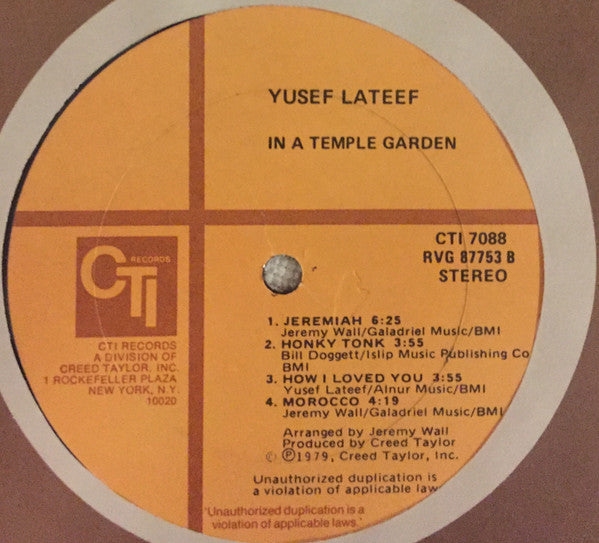 YUSEF LATEEF
IN A TEMPLE GARDEN
CTI 7088
RVG 87753 B
STEREO
CTI RECORDS
CTI RECORDS
A DIVISION OF
CREED TAYLOR, INC.
1 ROCKEFELLER PLAZA
NEW YORK, N.Y.
10020
1. JEREMIAH 6:25
Jeremy Wall/Galadriel Music/BMI
2. HONKY TONK 3:55
Bill Doggett/Islip Music Publishing Co
BMI
3. HOW I LOVED YOU 3:55
Yusef Lateef/Alnur Music/BMI
4. MOROCCO 4:19
Jeremy Wall/Galadriel Music/BMI
Arranged by Jeremy Wall
Produced by Creed Taylor
© ℗1979, Creed Taylor, Inc.
Unauthorized duplication is
a violation of applicable law
'Unauthorized duplication is a
violation of applicable laws.'